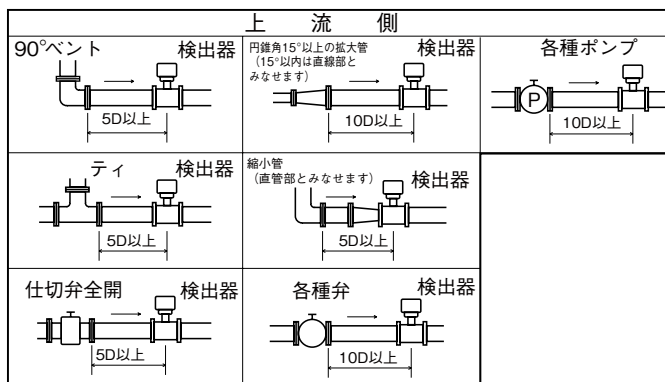 上流側
90°ベント 検出器
5D以上
円錐角15°以上の拡大管
（15°以内は直線部と
みなせます）
検出器
10D以上
各種ポンプ
検出器
P
10D以上
ティ 検出器
5D以上
縮小管
（直管部とみなせます）
検出器
5D以上
仕切弁全開 検出器
5D以上
各種弁 検出器
10D以上